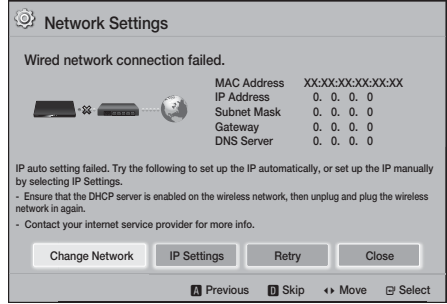 Network Settings
Wired network connection failed.
MAC Address XX:XX:XX:XX:XX:XX
IP Address 0. 0. 0. 0
Subnet Mask 0. 0. 0. 0
Gateway 0. 0. 0. 0
DNS Server 0. 0. 0. 0
IP auto setting failed. Try the following to set up the IP automatically, or set up the IP manually
by selecting IP Settings.
- Ensure that the DHCP server is enabled on the wireless network, then unplug and plug the wireless
network in again.
- Contact your internet service provider for more info.
Change Network IP Settings Retry Close
A Previous D Skip Move Select